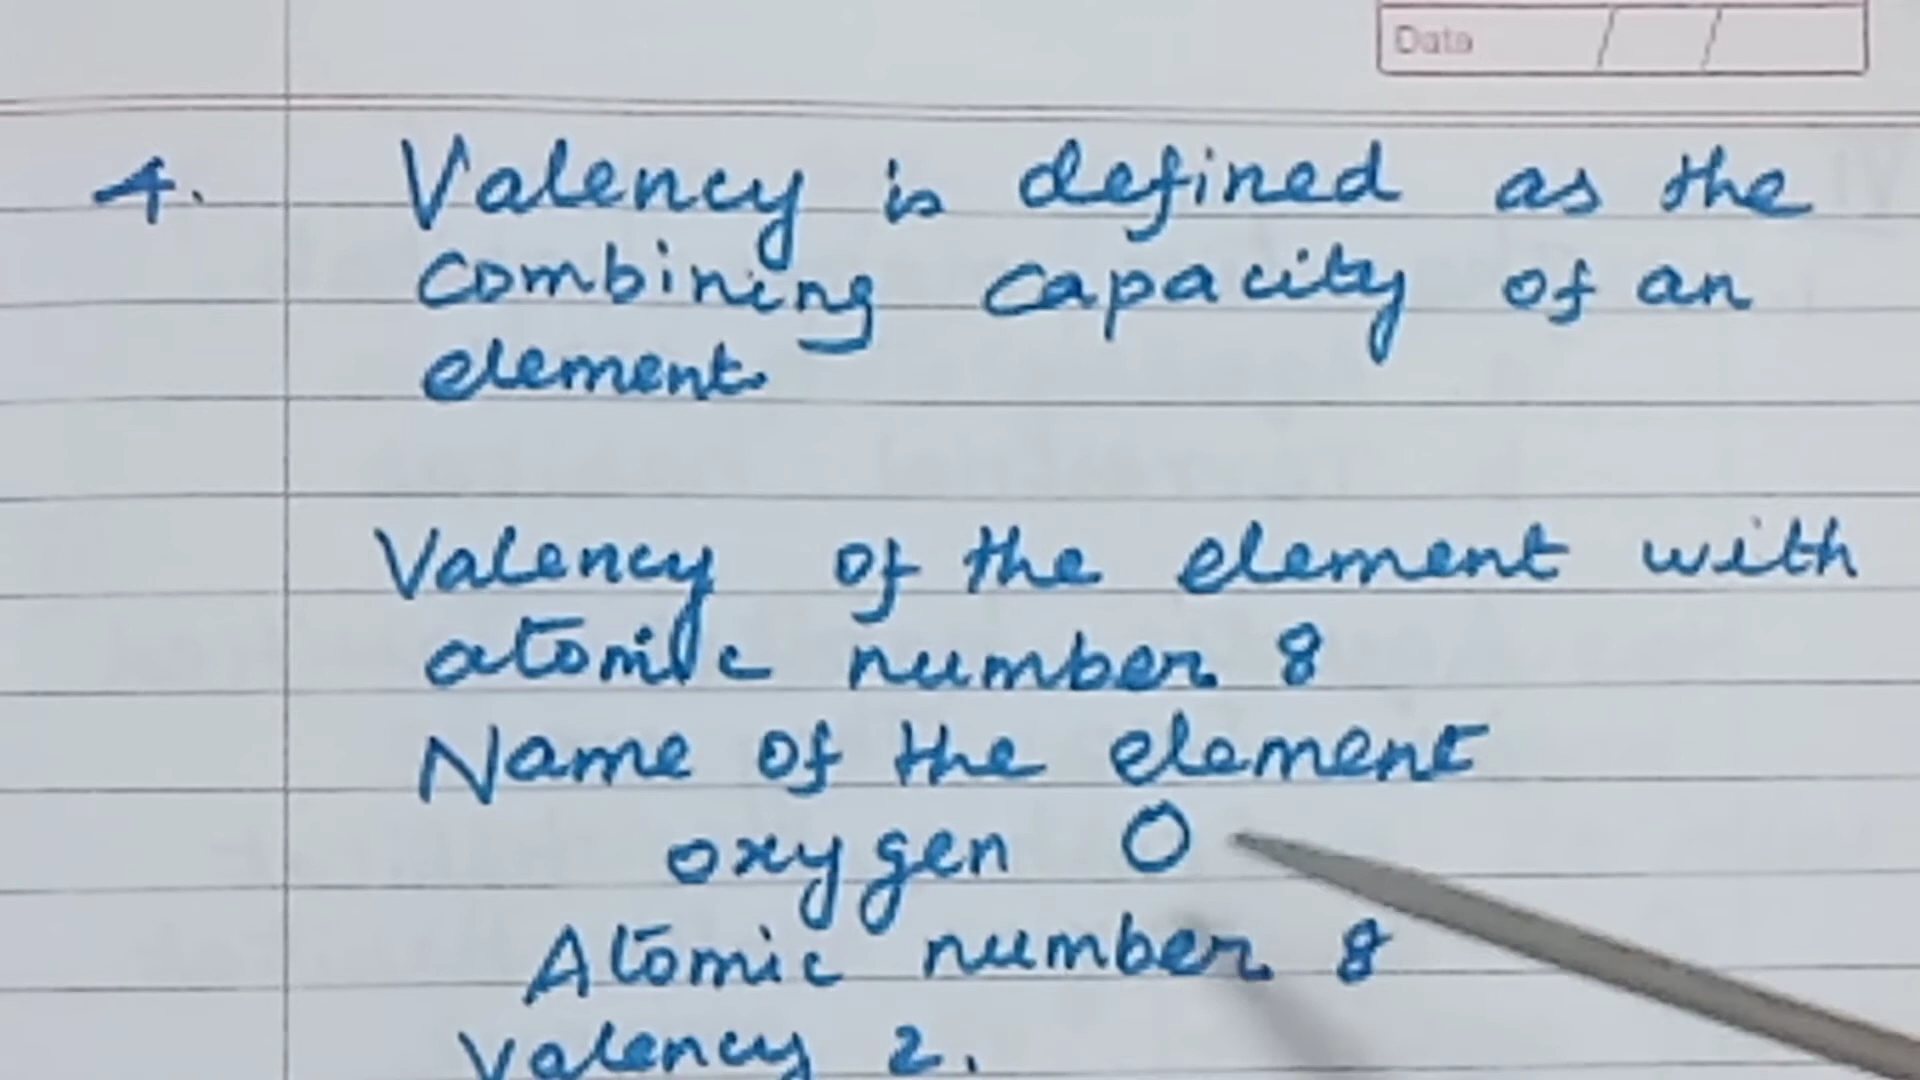 Data / /
4. Valency is defined as the
combining capacity of an
element.
Valency of the element with
atomic number 8
Name of the element
oxygen O
Atomic number 8
Valency 2.